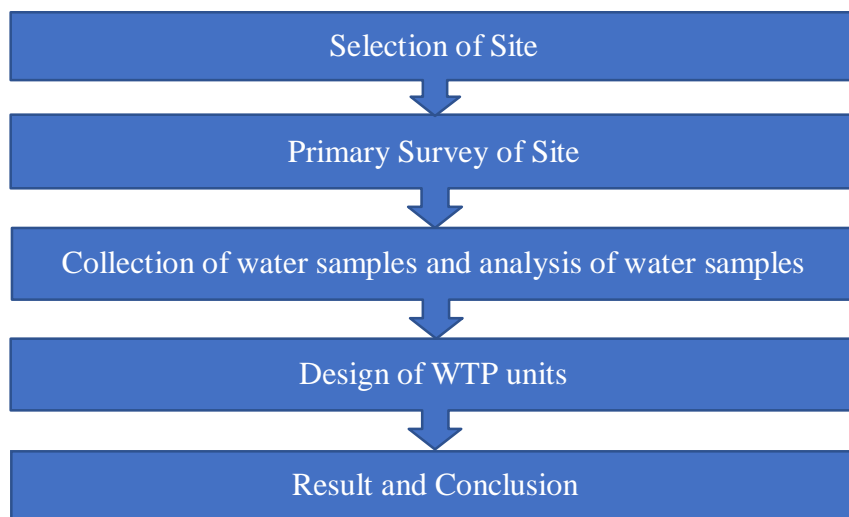 Selection of Site
Primary Survey of Site
Collection of water samples and analysis of water samples
Design of WTP units
Result and Conclusion